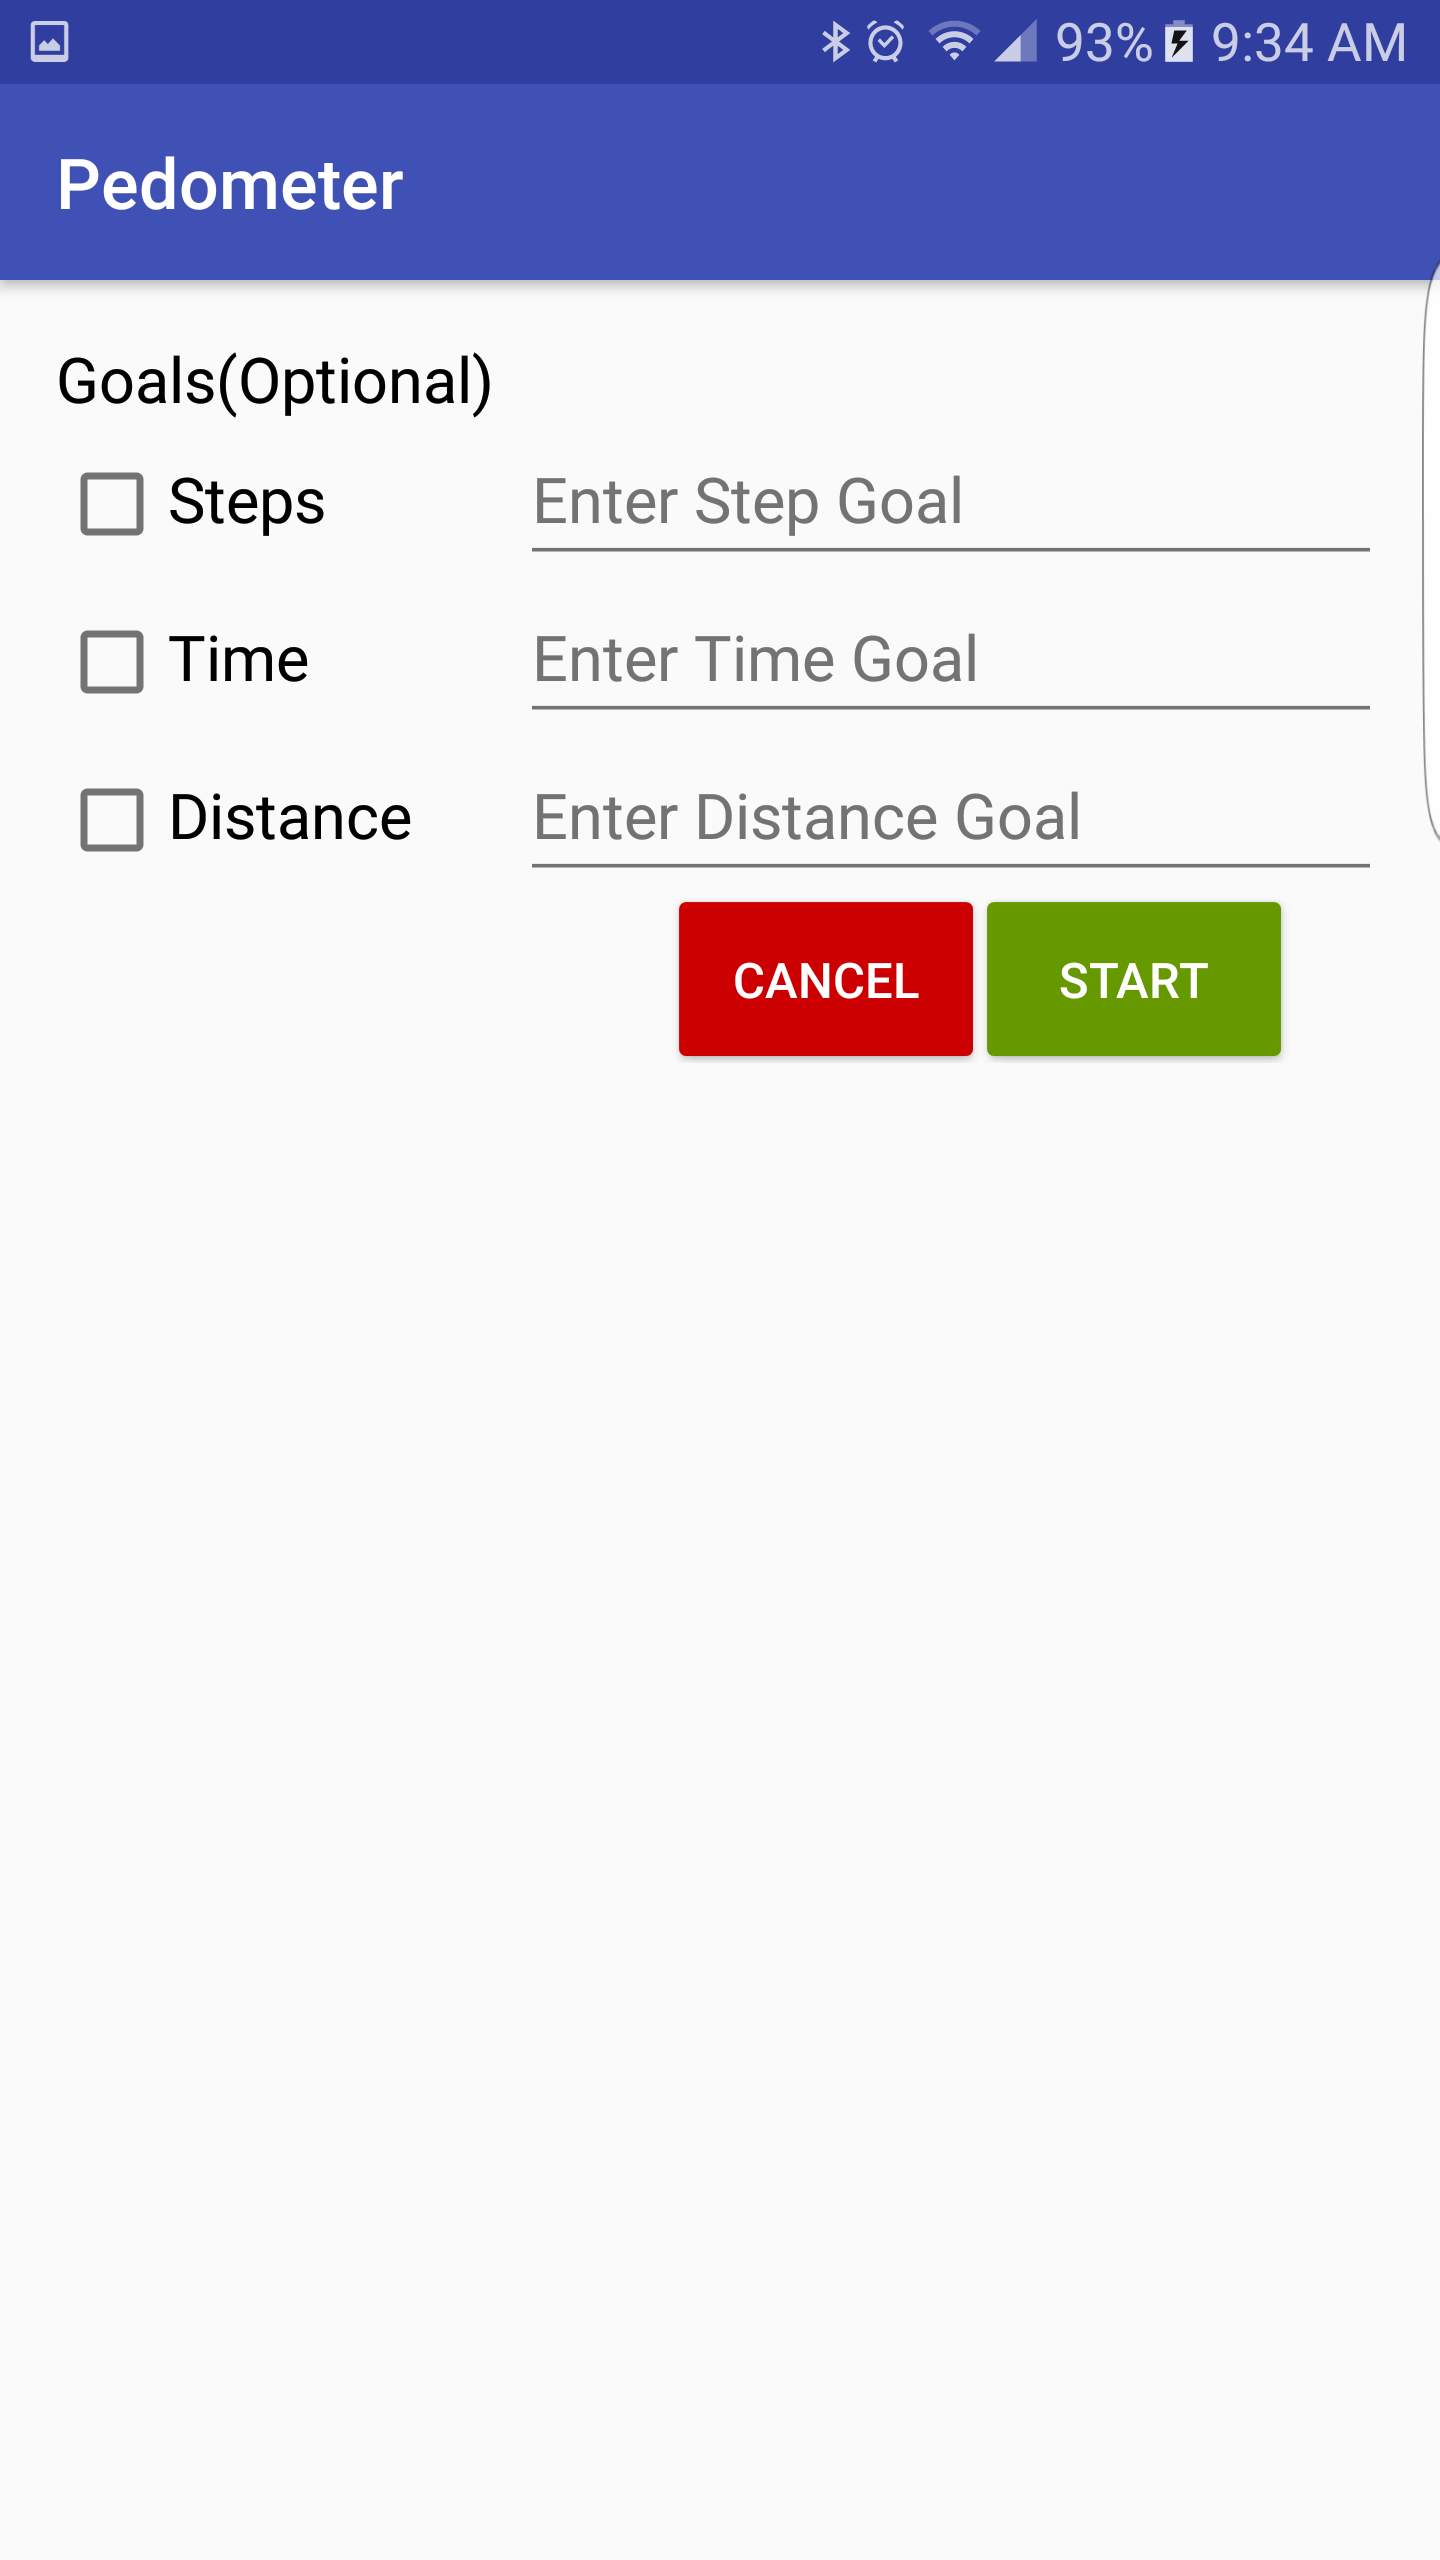 93% 9:34 AM
Pedometer
Goals(Optional)
Steps Enter Step Goal
Time Enter Time Goal
Distance Enter Distance Goal
CANCEL START